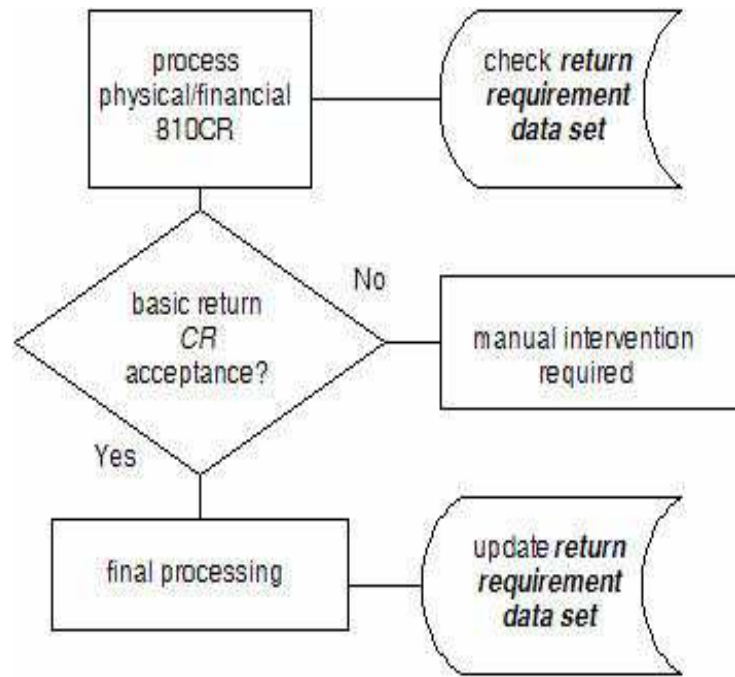 process
physical/financial
810CR
check return
requirement
data set
basic return
CR
acceptance?
No
manual intervention
required
Yes
final processing
update return
requirement
data set